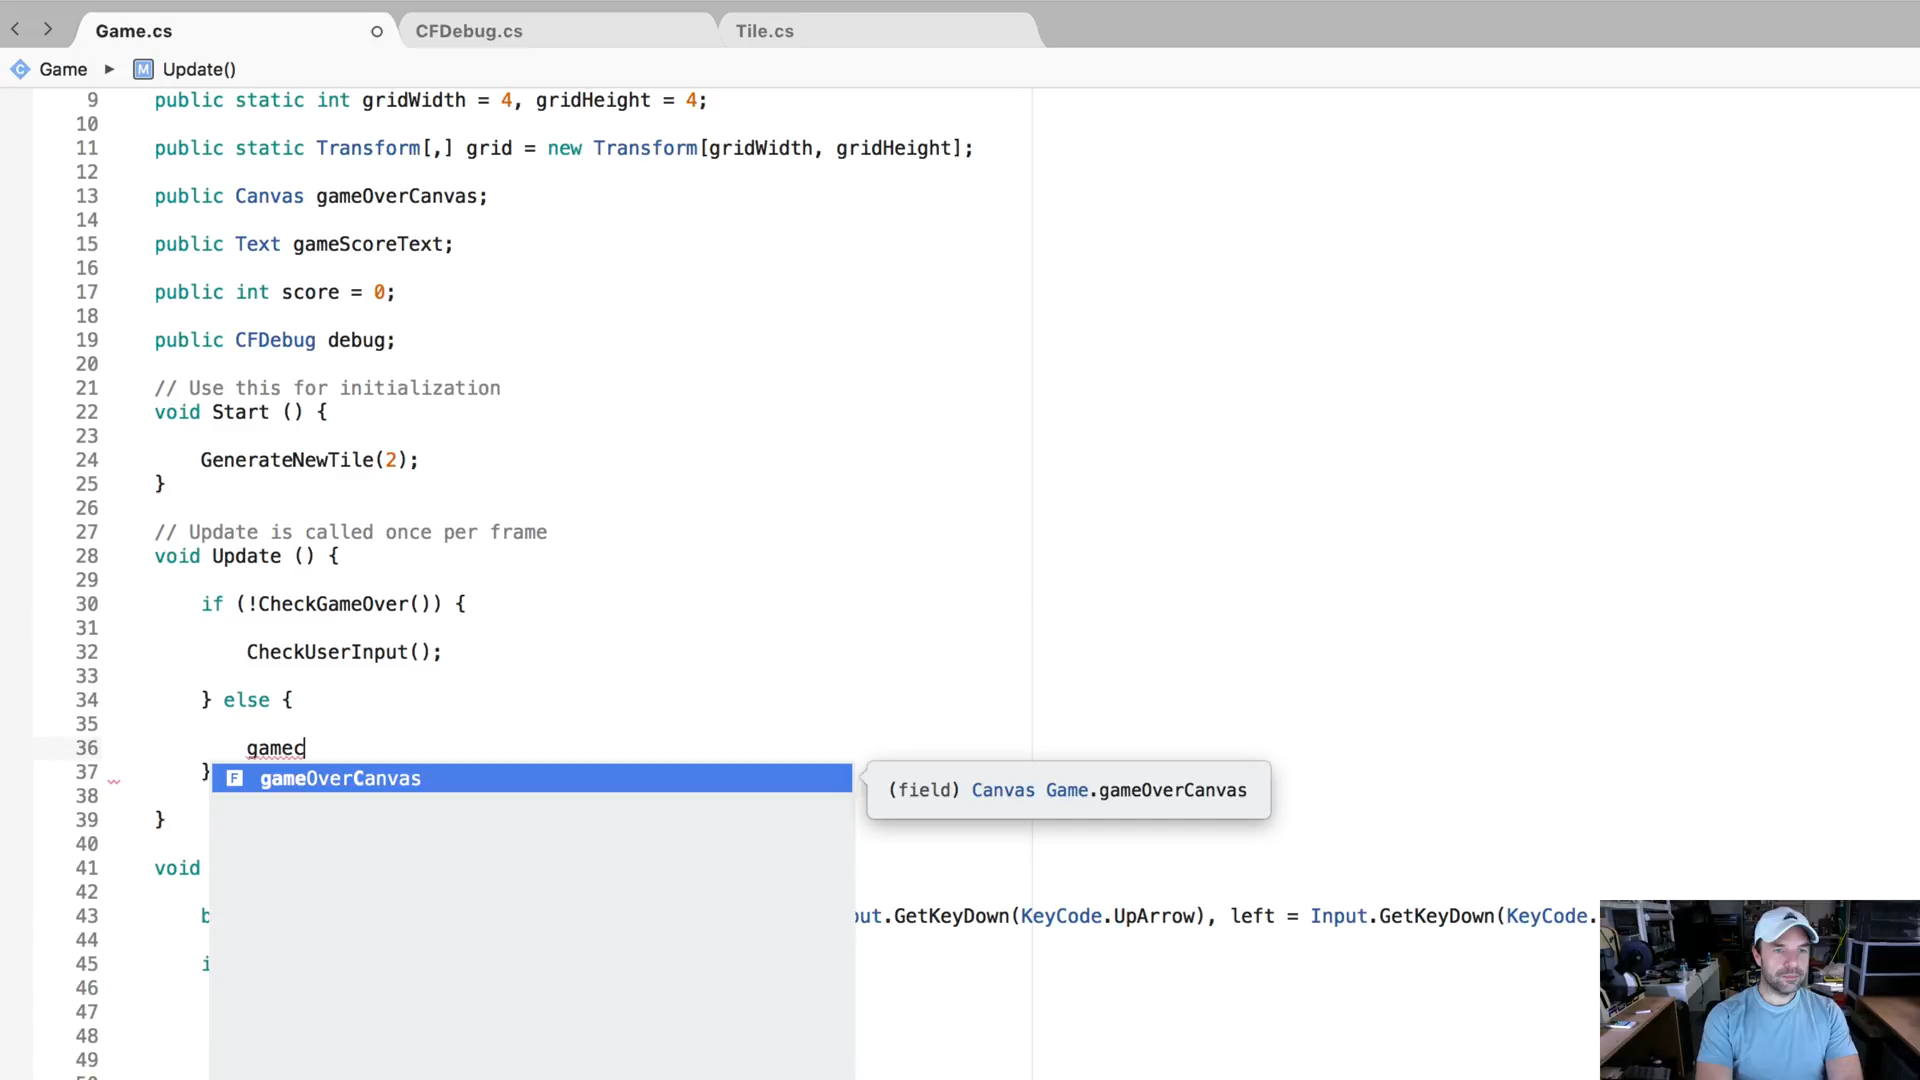 Game.cs
CFDebug.cs
Tile.cs
Game
M Update()
9 public static int gridWidth = 4, gridHeight = 4;
10
11 public static Transform[,] grid = new Transform[gridWidth, gridHeight];
12
13 public Canvas gameOverCanvas;
14
15 public Text gameScoreText;
16
17 public int score = 0;
18
19 public CFDebug debug;
20
21 // Use this for initialization
22 void Start () {
23
24 GenerateNewTile(2);
25 }
26
27 // Update is called once per frame
28 void Update () {
29
30 if (!CheckGameOver()) {
31
32 CheckUserInput();
33
34 } else {
35
36 gamec
37 }
F gameOverCanvas
(field) Canvas Game.gameOverCanvas
38
39 }
40
41 void
42
43 b put.GetKeyDown(KeyCode.UpArrow), left = Input.GetKeyDown(KeyCode.
44
45 i
46
47
48
49